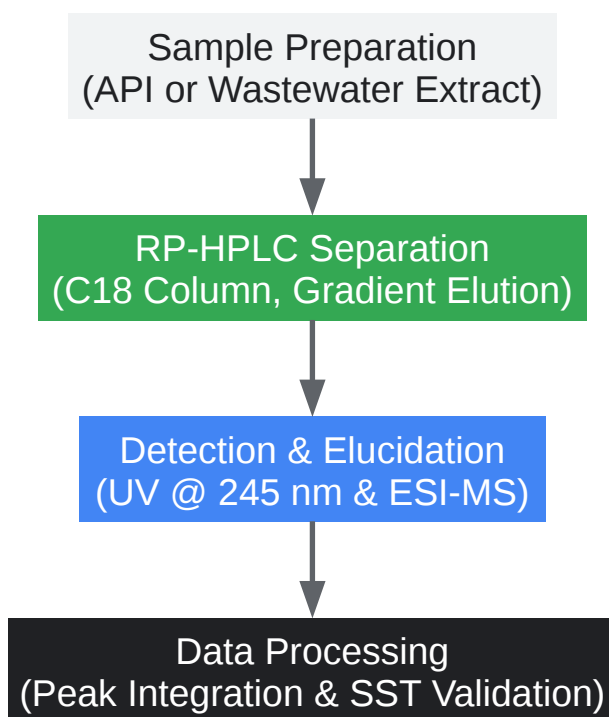 Sample Preparation
(API or Wastewater Extract)
RP-HPLC Separation
(C18 Column, Gradient Elution)
Detection & Elucidation
(UV @ 245 nm & ESI-MS)
Data Processing
(Peak Integration & SST Validation)